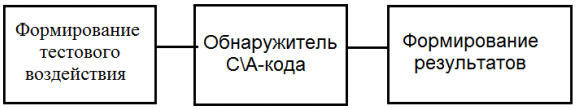 Формирование
тестового
воздействия
Обнаружитель
С\А-кода
Формирование
результатов